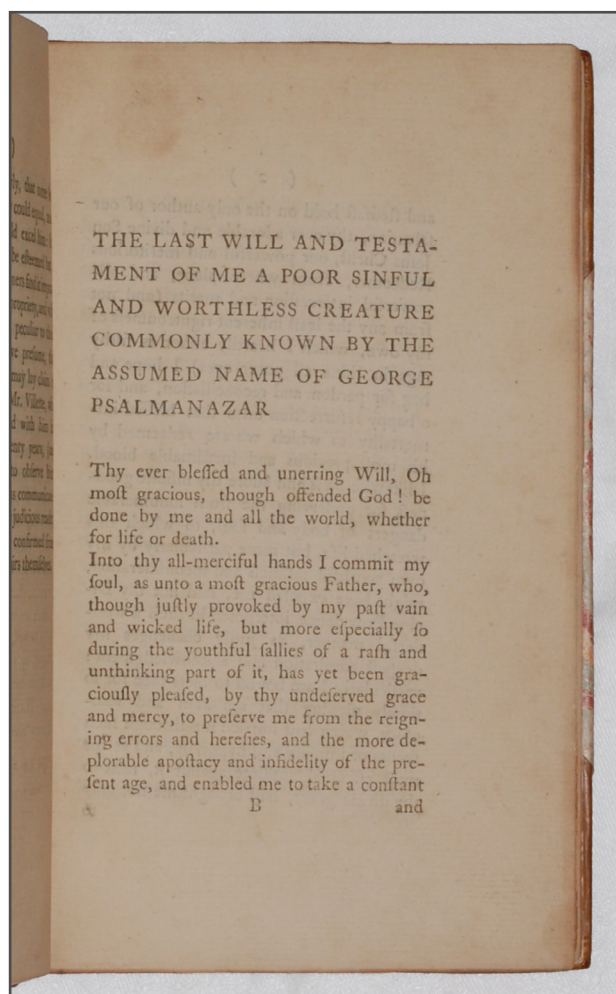 THE LAST WILL AND TESTA-
MENT OF ME A POOR SINFUL
AND WORTHLESS CREATURE
COMMONLY KNOWN BY THE
ASSUMED NAME OF GEORGE
PSALMANAZAR
Thy ever bleſſed and unerring Will, Oh
moſt gracious, though offended God! be
done by me and all the world, whether
for life or death.
Into thy all-merciful hands I commit my
ſoul, as unto a moſt gracious Father, who,
though juſtly provoked by my paſt vain
and wicked life, but more eſpecially ſo
during the youthful ſallies of a raſh and
unthinking part of it, has yet been gra-
ciouſly pleaſed, by thy undeſerved grace
and mercy, to preſerve me from the reign-
ing errors and hereſies, and the more de-
plorable apoſtacy and infidelity of the pre-
ſent age, and enabled me to take a conſtant
B and